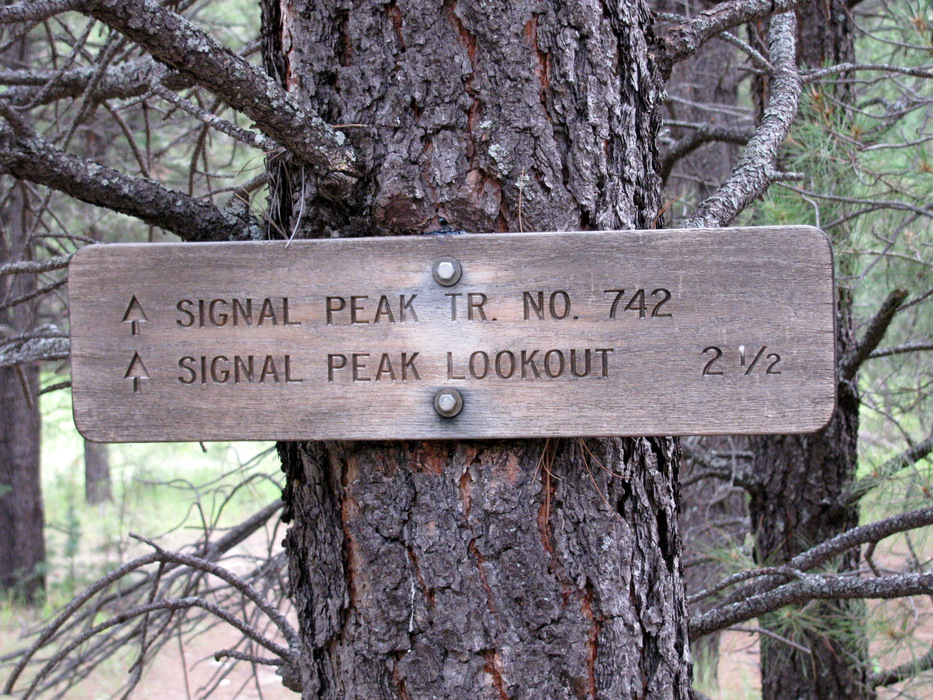 ↑ SIGNAL PEAK TR. NO. 742
↑ SIGNAL PEAK LOOKOUT 2 1/2